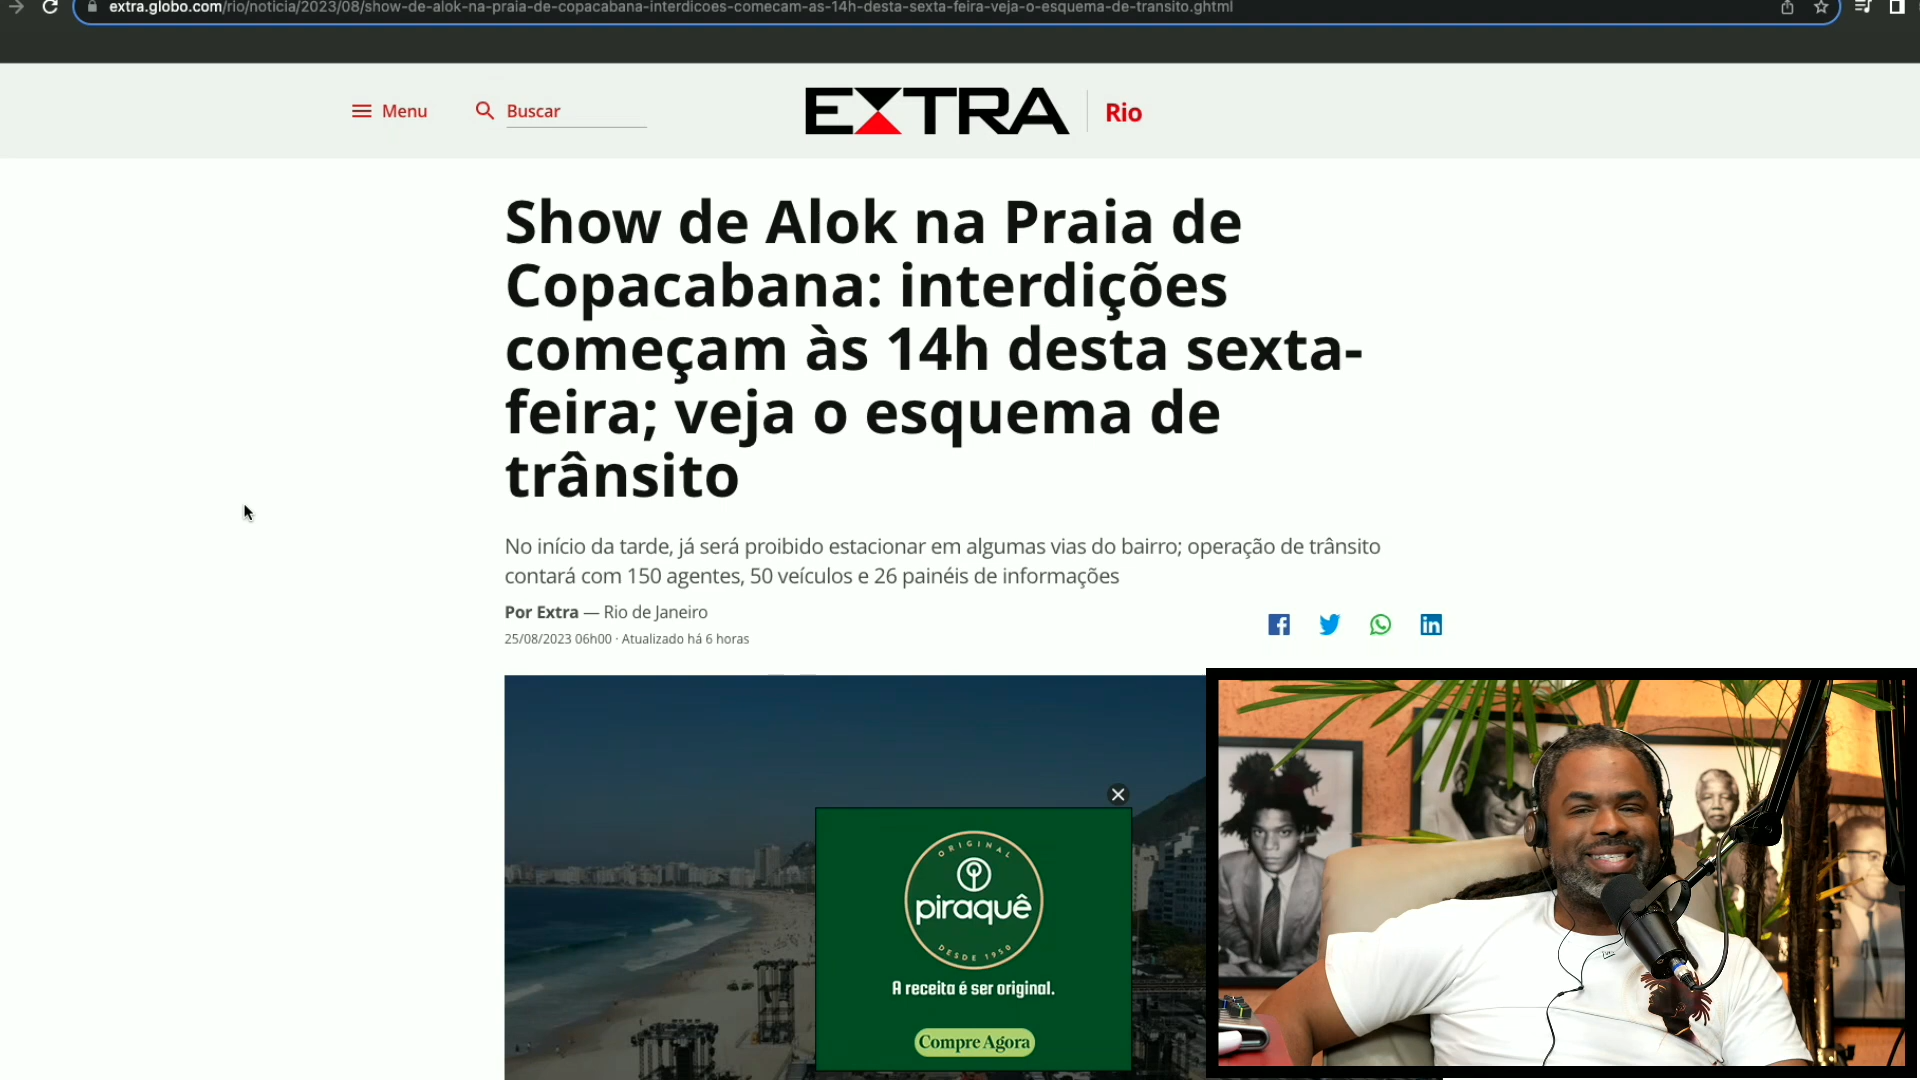 extra.globo.com/rio/noticia/2023/08/show-de-alok-na-praia-de-copacabana-interdicoes-comecam-as-14h-desta-sexta-feira-veja-o-esquema-de-transito.ghtml
Menu
Buscar
EXTRA
Rio
Show de Alok na Praia de
Copacabana: interdições
começam às 14h desta sexta-
feira; veja o esquema de
trânsito
No início da tarde, já será proibido estacionar em algumas vias do bairro; operação de trânsito
contará com 150 agentes, 50 veículos e 26 painéis de informações
Por Extra — Rio de Janeiro
25/08/2023 06h00 · Atualizado há 6 horas
ORIGINAL
piraquê
DESDE 1950
A receita é ser original.
Compre Agora